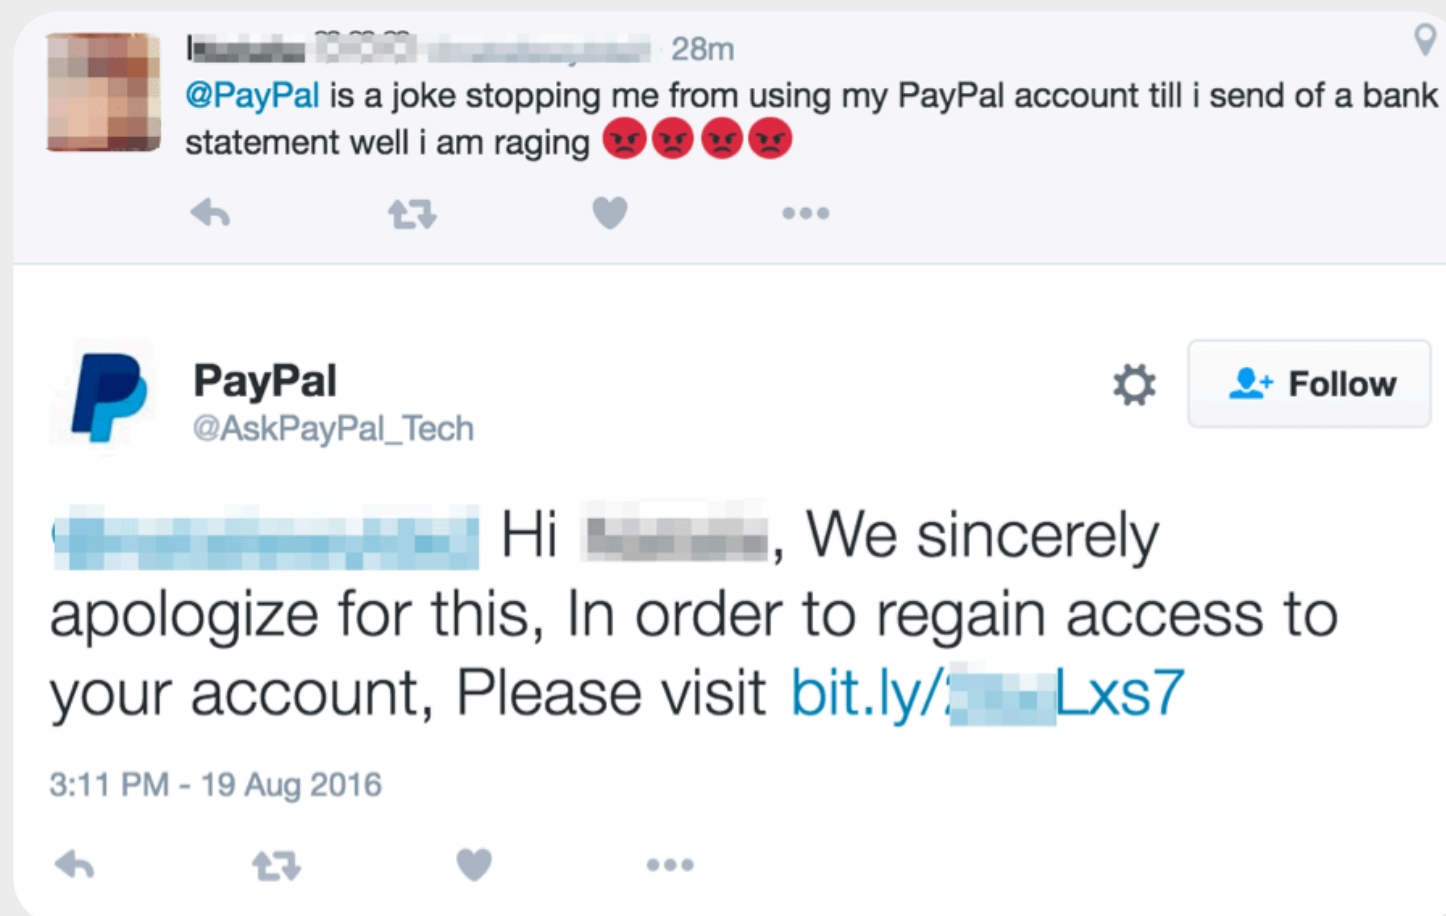 28m
@PayPal is a joke stopping me from using my PayPal account till i send of a bank
statement well i am raging 😡😡😡😡
PayPal
@AskPayPal_Tech
Follow
Hi , We sincerely
apologize for this, In order to regain access to
your account, Please visit bit.ly/ Lxs7
3:11 PM - 19 Aug 2016